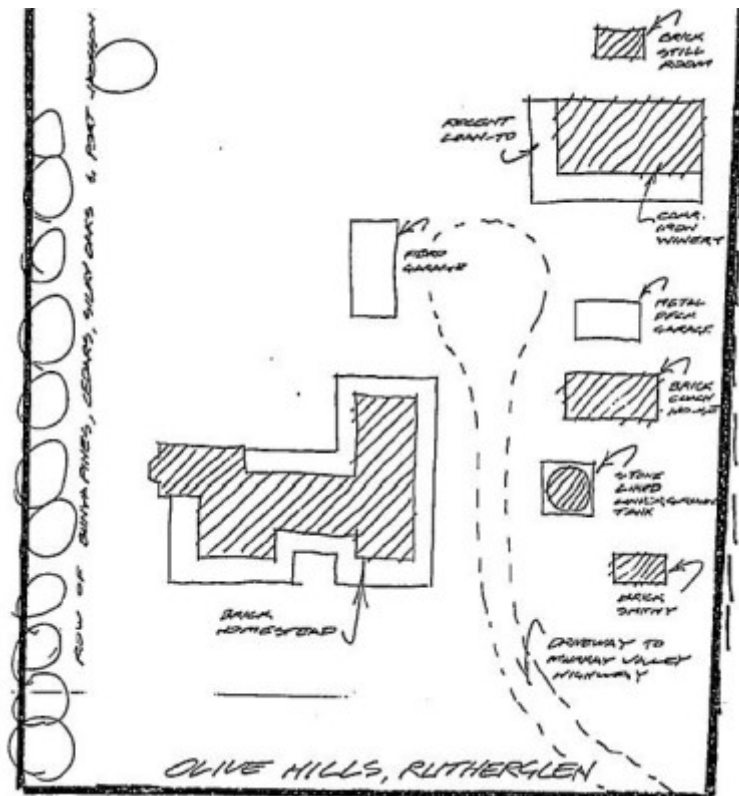 BRICK
STILL
ROOM
RECENT
LEAN-TO
CORR.
IRON
WINERY
FIBRO
GARAGE
METAL
DECK
GARAGE
BRICK
COACH
HOUSE
STONE
LINED
TANK
BRICK
SMITHY
BRICK
HOMESTEAD
DRIVEWAY TO
MURRAY VALLEY
HIGHWAY
ROW OF BUNYA PINES, CEDARS, SILKY OAKS & PORT JACKSON
OLIVE HILLS, RUTHERGLEN